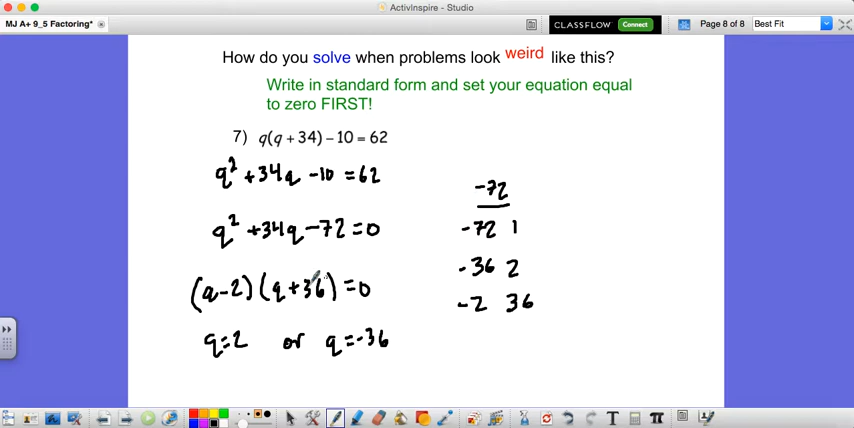 ActivInspire - Studio
MJ A+ 9_5 Factoring*
CLASSFLOW Connect
Page 8 of 8
Best Fit
How do you solve when problems look weird like this?
Write in standard form and set your equation equal
to zero FIRST!
7) q(q + 34) – 10 = 62
q² + 34q - 10 = 62
q² + 34q - 72 = 0
(q - 2)(q + 36) = 0
q = 2 or q = -36
-72
-72 1
-36 2
-2 36